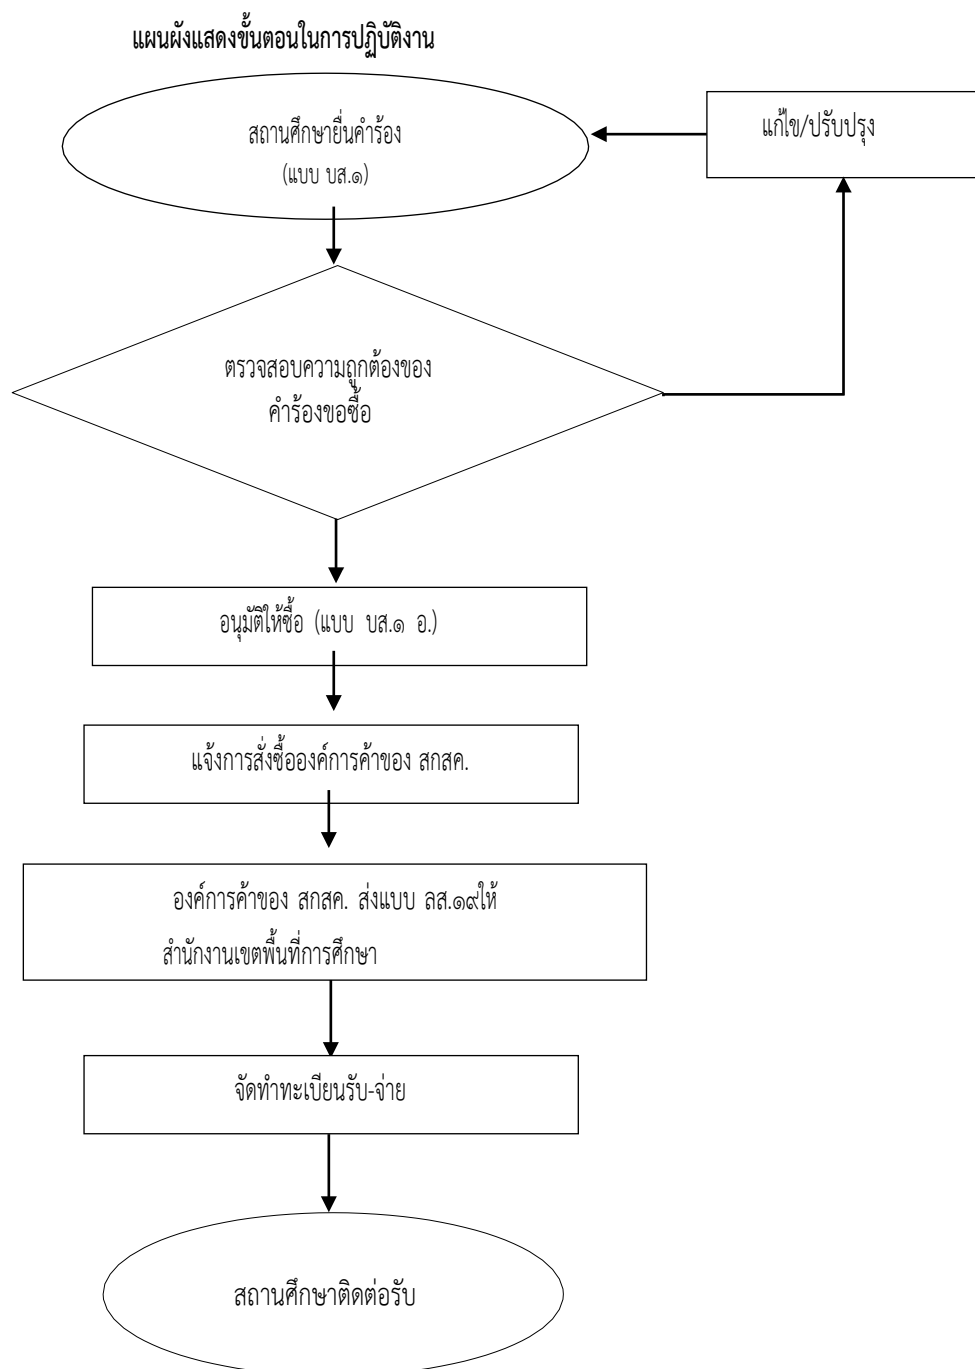 แผนผังแสดงขั้นตอนในการปฏิบัติงาน
สถานศึกษายื่นคำร้อง
(แบบ บส.๑)
แก้ไข/ปรับปรุง
ตรวจสอบความถูกต้องของ
คำร้องขอซื้อ
อนุมัติให้ซื้อ (แบบ บส.๑ อ.)
แจ้งการสั่งซื้อองค์การค้าของ สกสค.
องค์การค้าของ สกสค. ส่งแบบ ลส.๑๙ให้
สำนักงานเขตพื้นที่การศึกษา
จัดทำทะเบียนรับ-จ่าย
สถานศึกษาติดต่อรับ